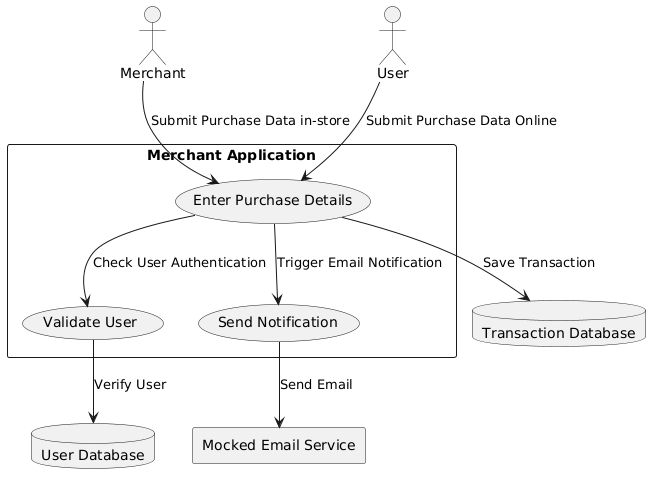 Merchant
User
Submit Purchase Data in-store
Submit Purchase Data Online
Merchant Application
Enter Purchase Details
Check User Authentication
Trigger Email Notification
Save Transaction
Validate User
Send Notification
Transaction Database
Verify User
Send Email
User Database
Mocked Email Service